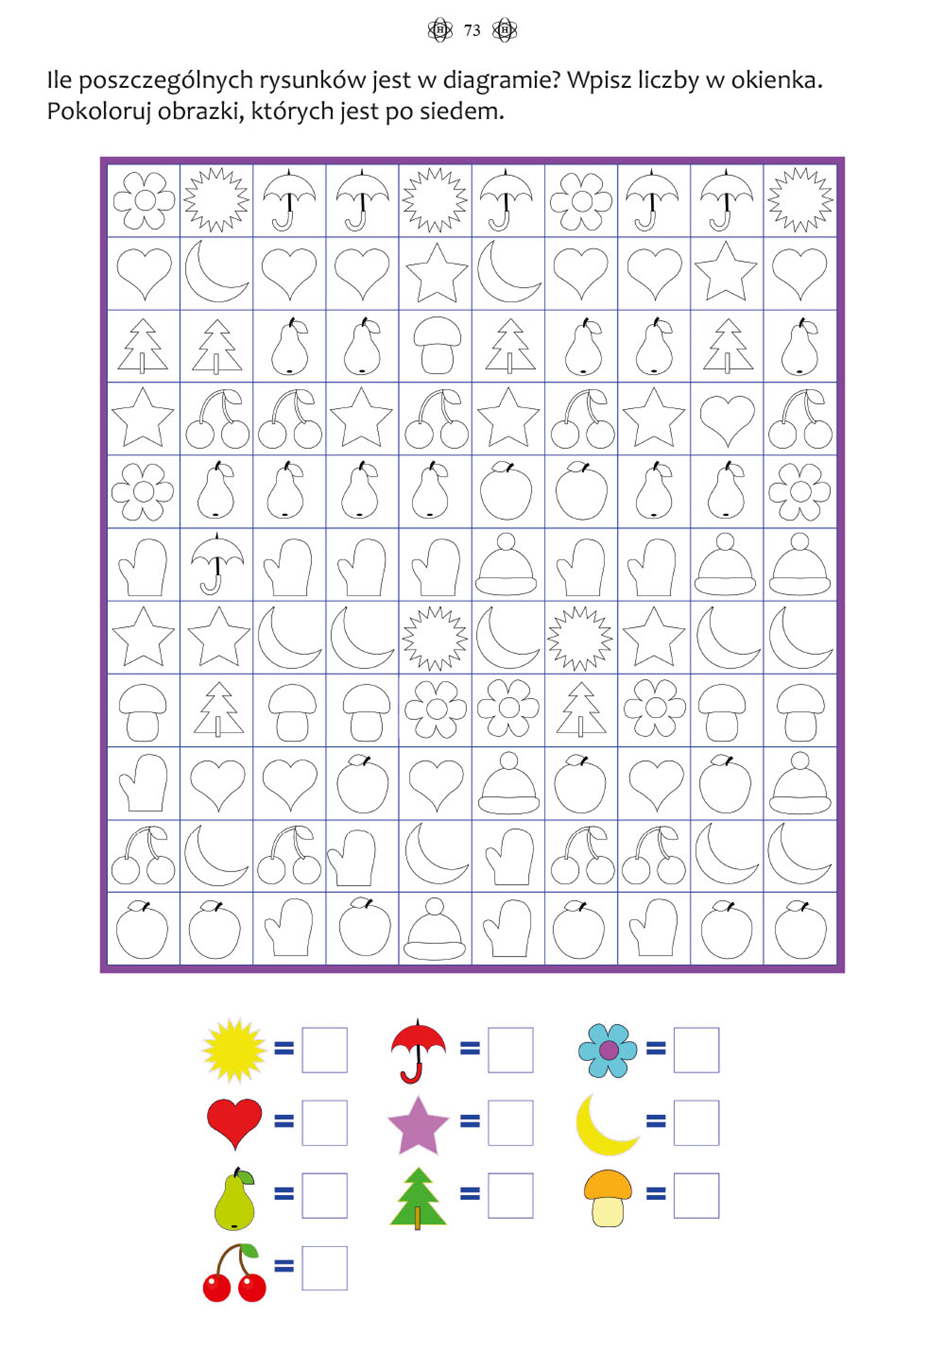 73
Ile poszczególnych rysunków jest w diagramie? Wpisz liczby w okienka.
Pokoloruj obrazki, których jest po siedem.
= = =
= = =
= = =
=